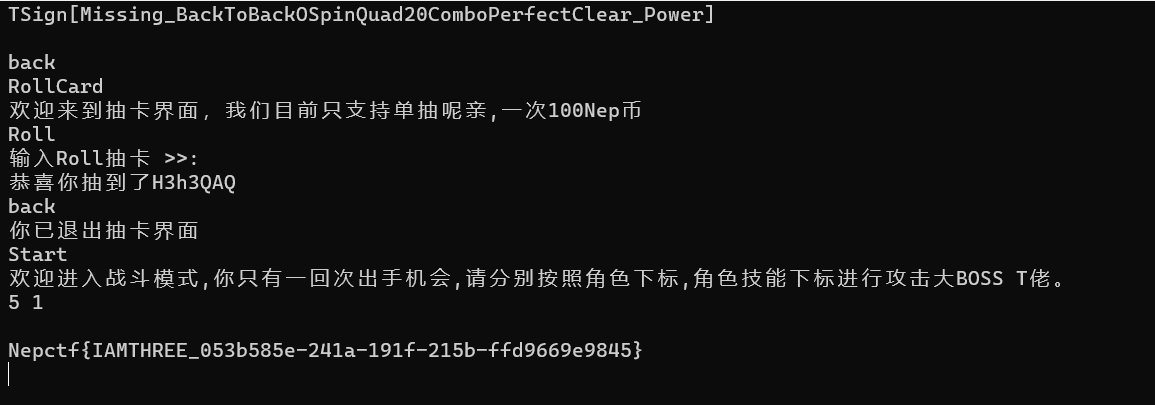 TSign[Missing_BackToBackOSpinQuad20ComboPerfectClear_Power]
back
RollCard
欢迎来到抽卡界面，我们目前只支持单抽呢亲,一次100Nep币
Roll
输入Roll抽卡 >>:
恭喜你抽到了H3h3QAQ
back
你已退出抽卡界面
Start
欢迎进入战斗模式,你只有一回次出手机会,请分别按照角色下标,角色技能下标进行攻击大BOSS T佬。
5 1
Nepctf{IAMTHREE_053b585e-241a-191f-215b-ffd9669e9845}